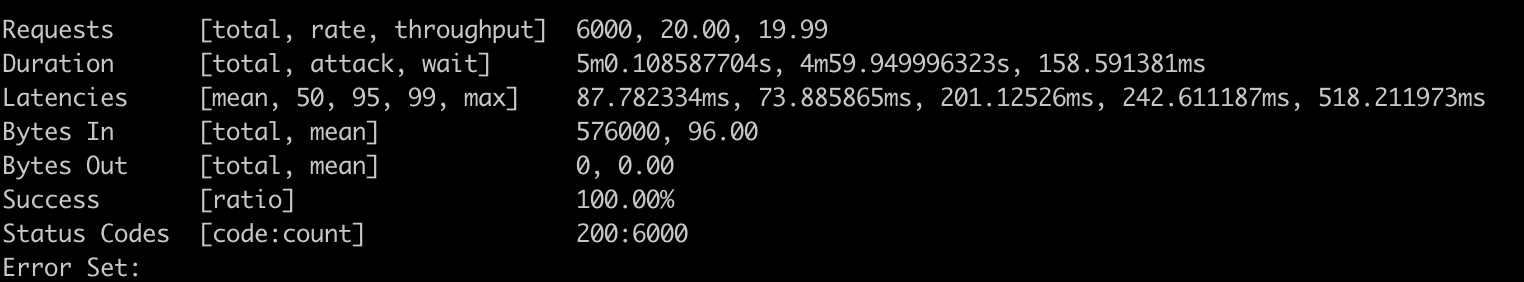 Requests      [total, rate, throughput]  6000, 20.00, 19.99
Duration      [total, attack, wait]      5m0.108587704s, 4m59.949996323s, 158.591381ms
Latencies     [mean, 50, 95, 99, max]    87.782334ms, 73.885865ms, 201.12526ms, 242.611187ms, 518.211973ms
Bytes In      [total, mean]              576000, 96.00
Bytes Out     [total, mean]              0, 0.00
Success       [ratio]                    100.00%
Status Codes  [code:count]               200:6000
Error Set: